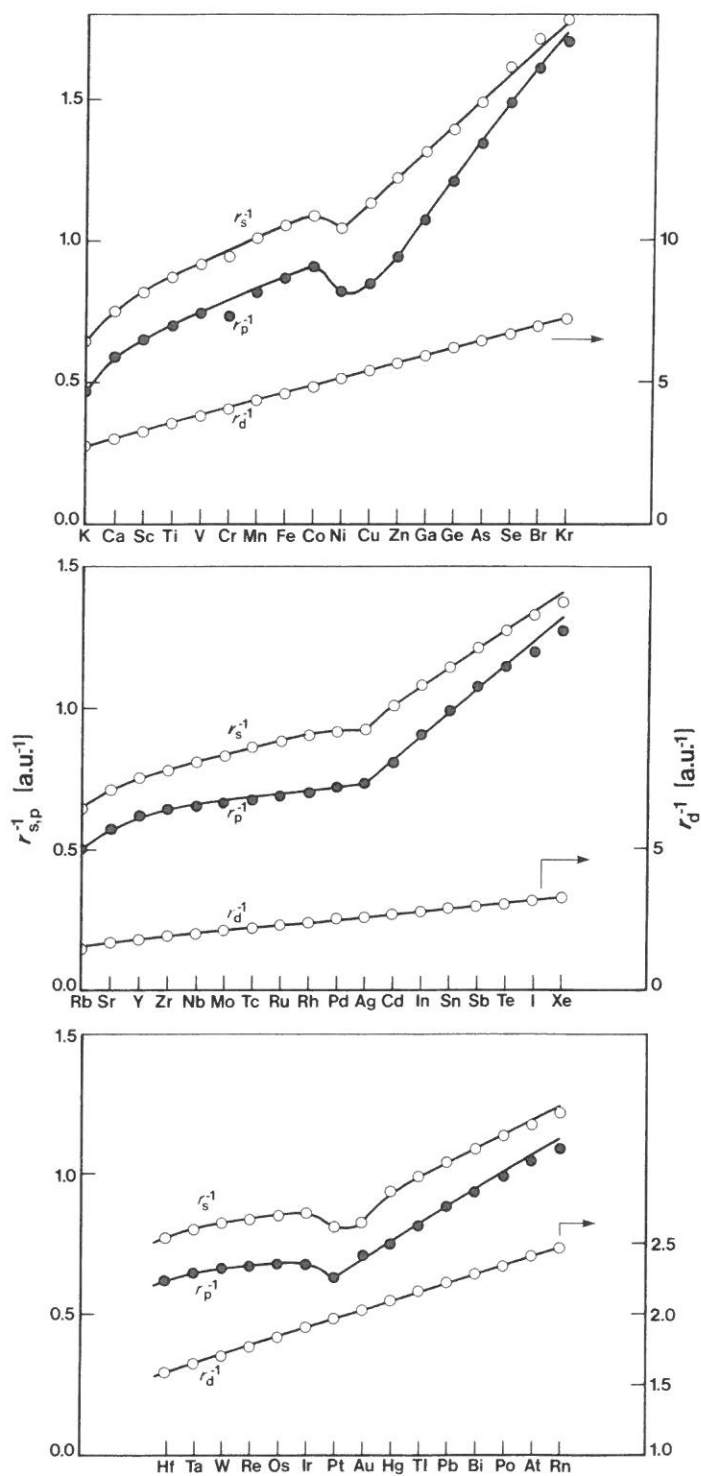 1.5
1.0
0.5
0.0
10
5
0
r_s^-1
r_p^-1
r_d^-1
K Ca Sc Ti V Cr Mn Fe Co Ni Cu Zn Ga Ge As Se Br Kr
1.5
1.0
0.5
0.0
5
0
r_s,p^-1 [a.u.^-1]
r_d^-1 [a.u.^-1]
r_s^-1
r_p^-1
r_d^-1
Rb Sr Y Zr Nb Mo Tc Ru Rh Pd Ag Cd In Sn Sb Te I Xe
1.5
1.0
0.5
0.0
2.5
2.0
1.5
1.0
r_s^-1
r_p^-1
r_d^-1
Hf Ta W Re Os Ir Pt Au Hg Tl Pb Bi Po At Rn